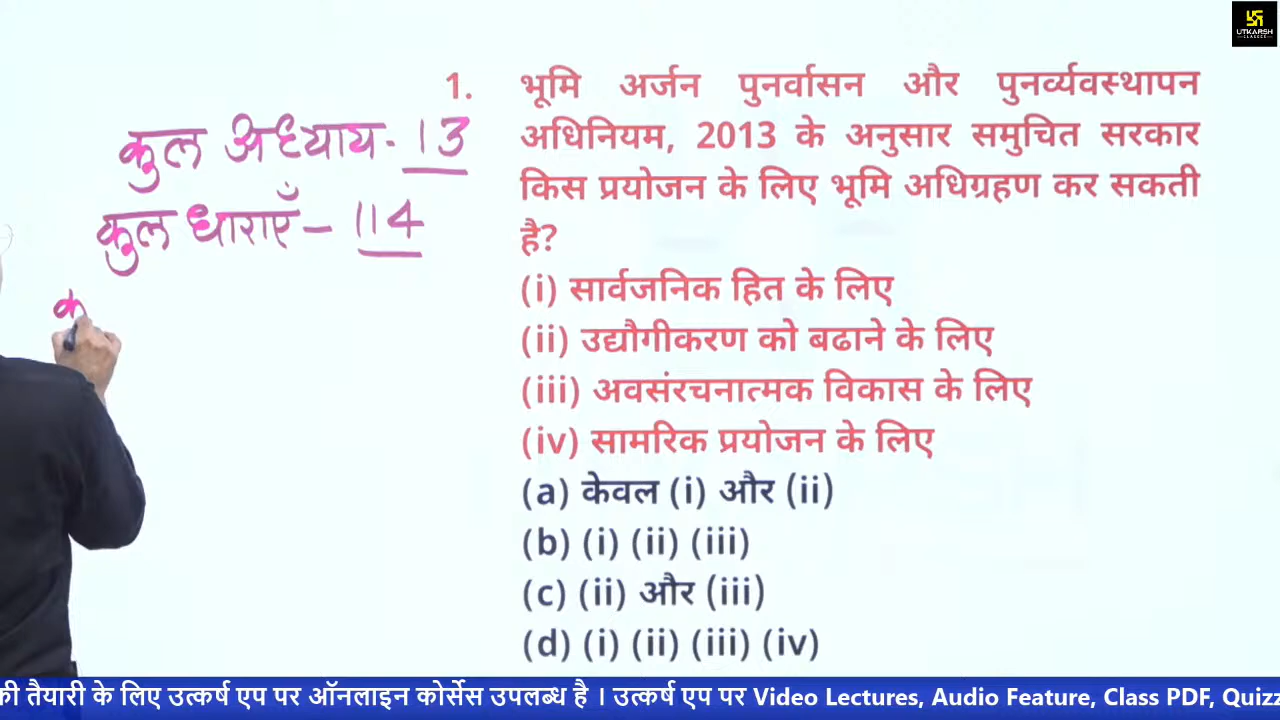 UTKARSH
CLASSES
कुल अध्याय - 13
कुल धाराएँ - 114
क
1. भूमि अर्जन पुनर्वासन और पुनर्व्यवस्थापन
अधिनियम, 2013 के अनुसार समुचित सरकार
किस प्रयोजन के लिए भूमि अधिग्रहण कर सकती
है?
(i) सार्वजनिक हित के लिए
(ii) उद्यौगीकरण को बढाने के लिए
(iii) अवसंरचनात्मक विकास के लिए
(iv) सामरिक प्रयोजन के लिए
(a) केवल (i) और (ii)
(b) (i) (ii) (iii)
(c) (ii) और (iii)
(d) (i) (ii) (iii) (iv)
की तैयारी के लिए उत्कर्ष एप पर ऑनलाइन कोर्सेस उपलब्ध है । उत्कर्ष एप पर Video Lectures, Audio Feature, Class PDF, Quizz